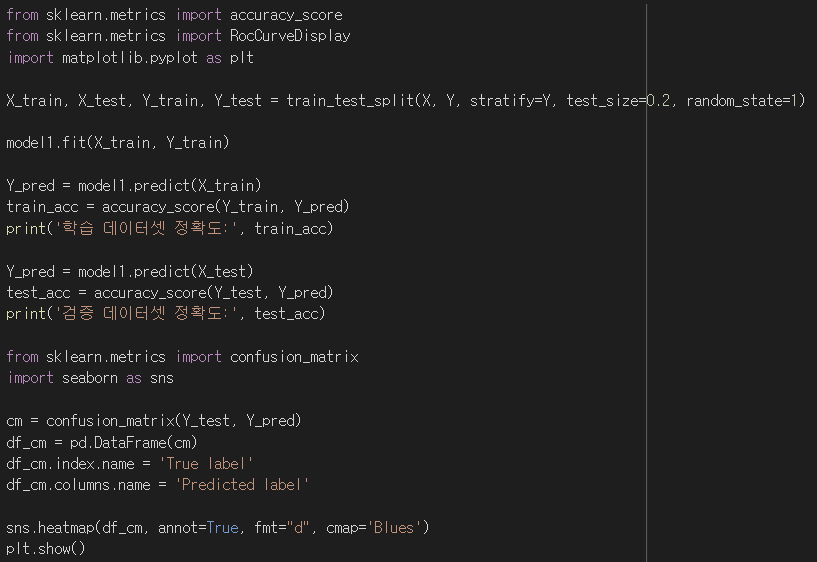 from sklearn.metrics import accuracy_score
from sklearn.metrics import RocCurveDisplay
import matplotlib.pyplot as plt
X_train, X_test, Y_train, Y_test = train_test_split(X, Y, stratify=Y, test_size=0.2, random_state=1)
model1.fit(X_train, Y_train)
Y_pred = model1.predict(X_train)
train_acc = accuracy_score(Y_train, Y_pred)
print('학습 데이터셋 정확도:', train_acc)
Y_pred = model1.predict(X_test)
test_acc = accuracy_score(Y_test, Y_pred)
print('검증 데이터셋 정확도:', test_acc)
from sklearn.metrics import confusion_matrix
import seaborn as sns
cm = confusion_matrix(Y_test, Y_pred)
df_cm = pd.DataFrame(cm)
df_cm.index.name = 'True label'
df_cm.columns.name = 'Predicted label'
sns.heatmap(df_cm, annot=True, fmt="d", cmap='Blues')
plt.show()